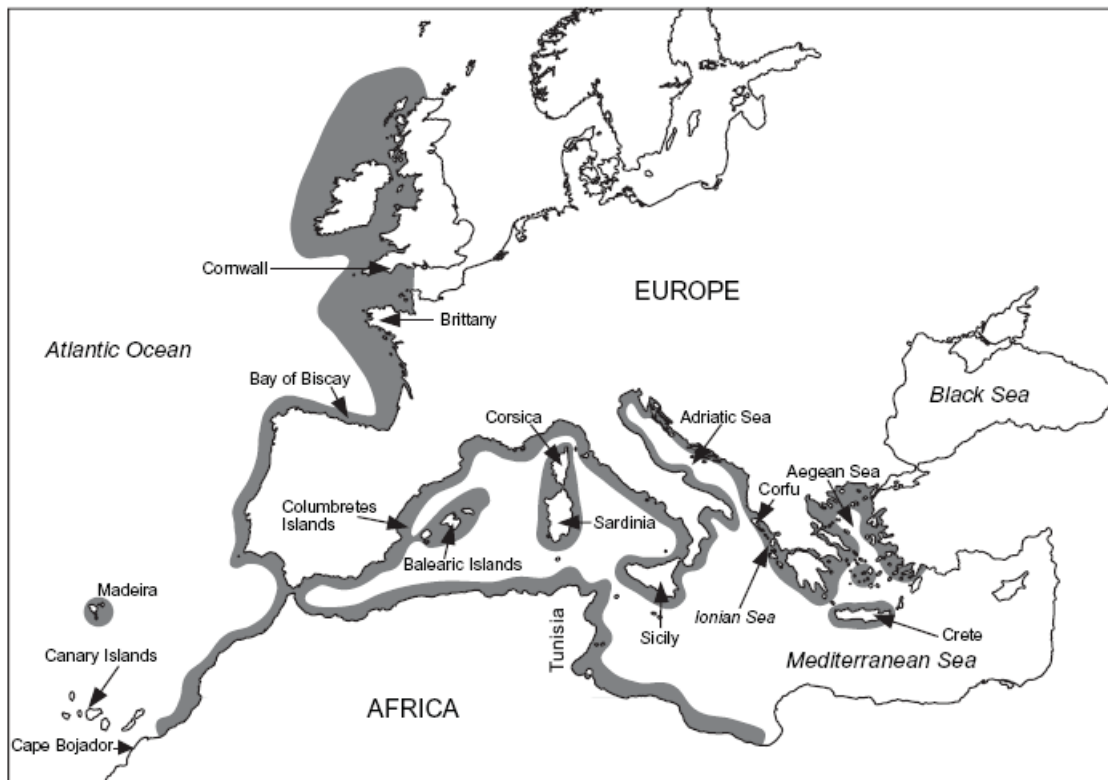 Cornwall
EUROPE
Brittany
Atlantic Ocean
Bay of Biscay
Black Sea
Corsica
Adriatic Sea
Aegean Sea
Corfu
Columbretes
Islands
Sardinia
Balearic Islands
Madeira
Ionian Sea
Tunisia
Sicily
Crete
Canary Islands
Mediterranean Sea
AFRICA
Cape Bojador